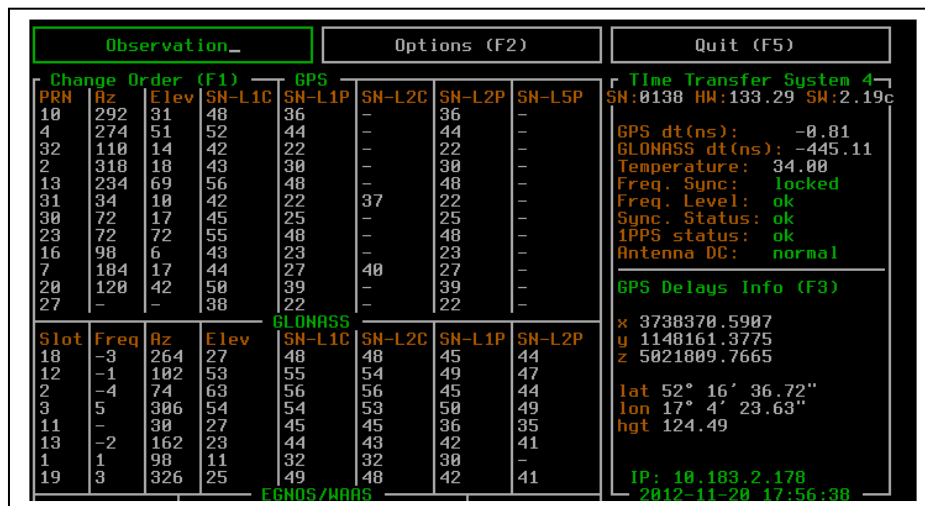 Observation_
Options (F2)
Quit (F5)
Change Order (F1)
GPS
PRN Az Elev SN-L1C SN-L1P SN-L2C SN-L2P SN-L5P
10 292 31 48 36 - 36 -
4 274 51 52 44 - 44 -
32 110 14 42 22 - 22 -
2 318 18 43 30 - 30 -
13 234 69 56 48 - 48 -
31 34 10 42 22 37 22 -
30 72 17 45 25 - 25 -
23 72 72 55 48 - 48 -
16 98 6 43 23 - 23 -
7 184 17 44 27 40 27 -
20 120 42 50 39 - 39 -
27 - - 38 22 - 22 -
GLONASS
Slot Freq Az Elev SN-L1C SN-L2C SN-L1P SN-L2P
18 -3 264 27 48 48 45 44
12 -1 102 53 55 54 49 47
2 -4 74 63 56 56 45 44
3 5 306 54 54 53 50 49
11 - 30 27 45 45 36 35
13 -2 162 23 44 43 42 41
1 1 98 11 32 32 30 -
19 3 326 25 49 48 42 41
EGNOS/WAAS
TIme Transfer System 4
SN:0138 HW:133.29 SW:2.19c
GPS dt(ns): -0.81
GLONASS dt(ns): -445.11
Temperature: 34.00
Freq. Sync: locked
Freq. Level: ok
Sync. Status: ok
1PPS status: ok
Antenna DC: normal
GPS Delays Info (F3)
x 3738370.5907
y 1148161.3775
z 5021809.7665
lat 52° 16′ 36.72"
lon 17° 4′ 23.63"
hgt 124.49
IP: 10.183.2.178
2012-11-20 17:56:38